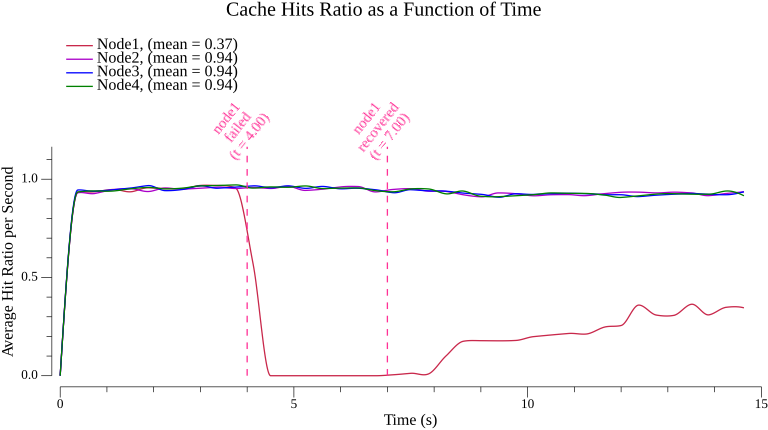 Cache Hits Ratio as a Function of Time
Node1, (mean = 0.37)
Node2, (mean = 0.94)
Node3, (mean = 0.94)
Node4, (mean = 0.94)
node1
failed
(t = 4.00)
node1
recovered
(t = 7.00)
Average Hit Ratio per Second
1.0
0.5
0.0
0
5
10
15
Time (s)